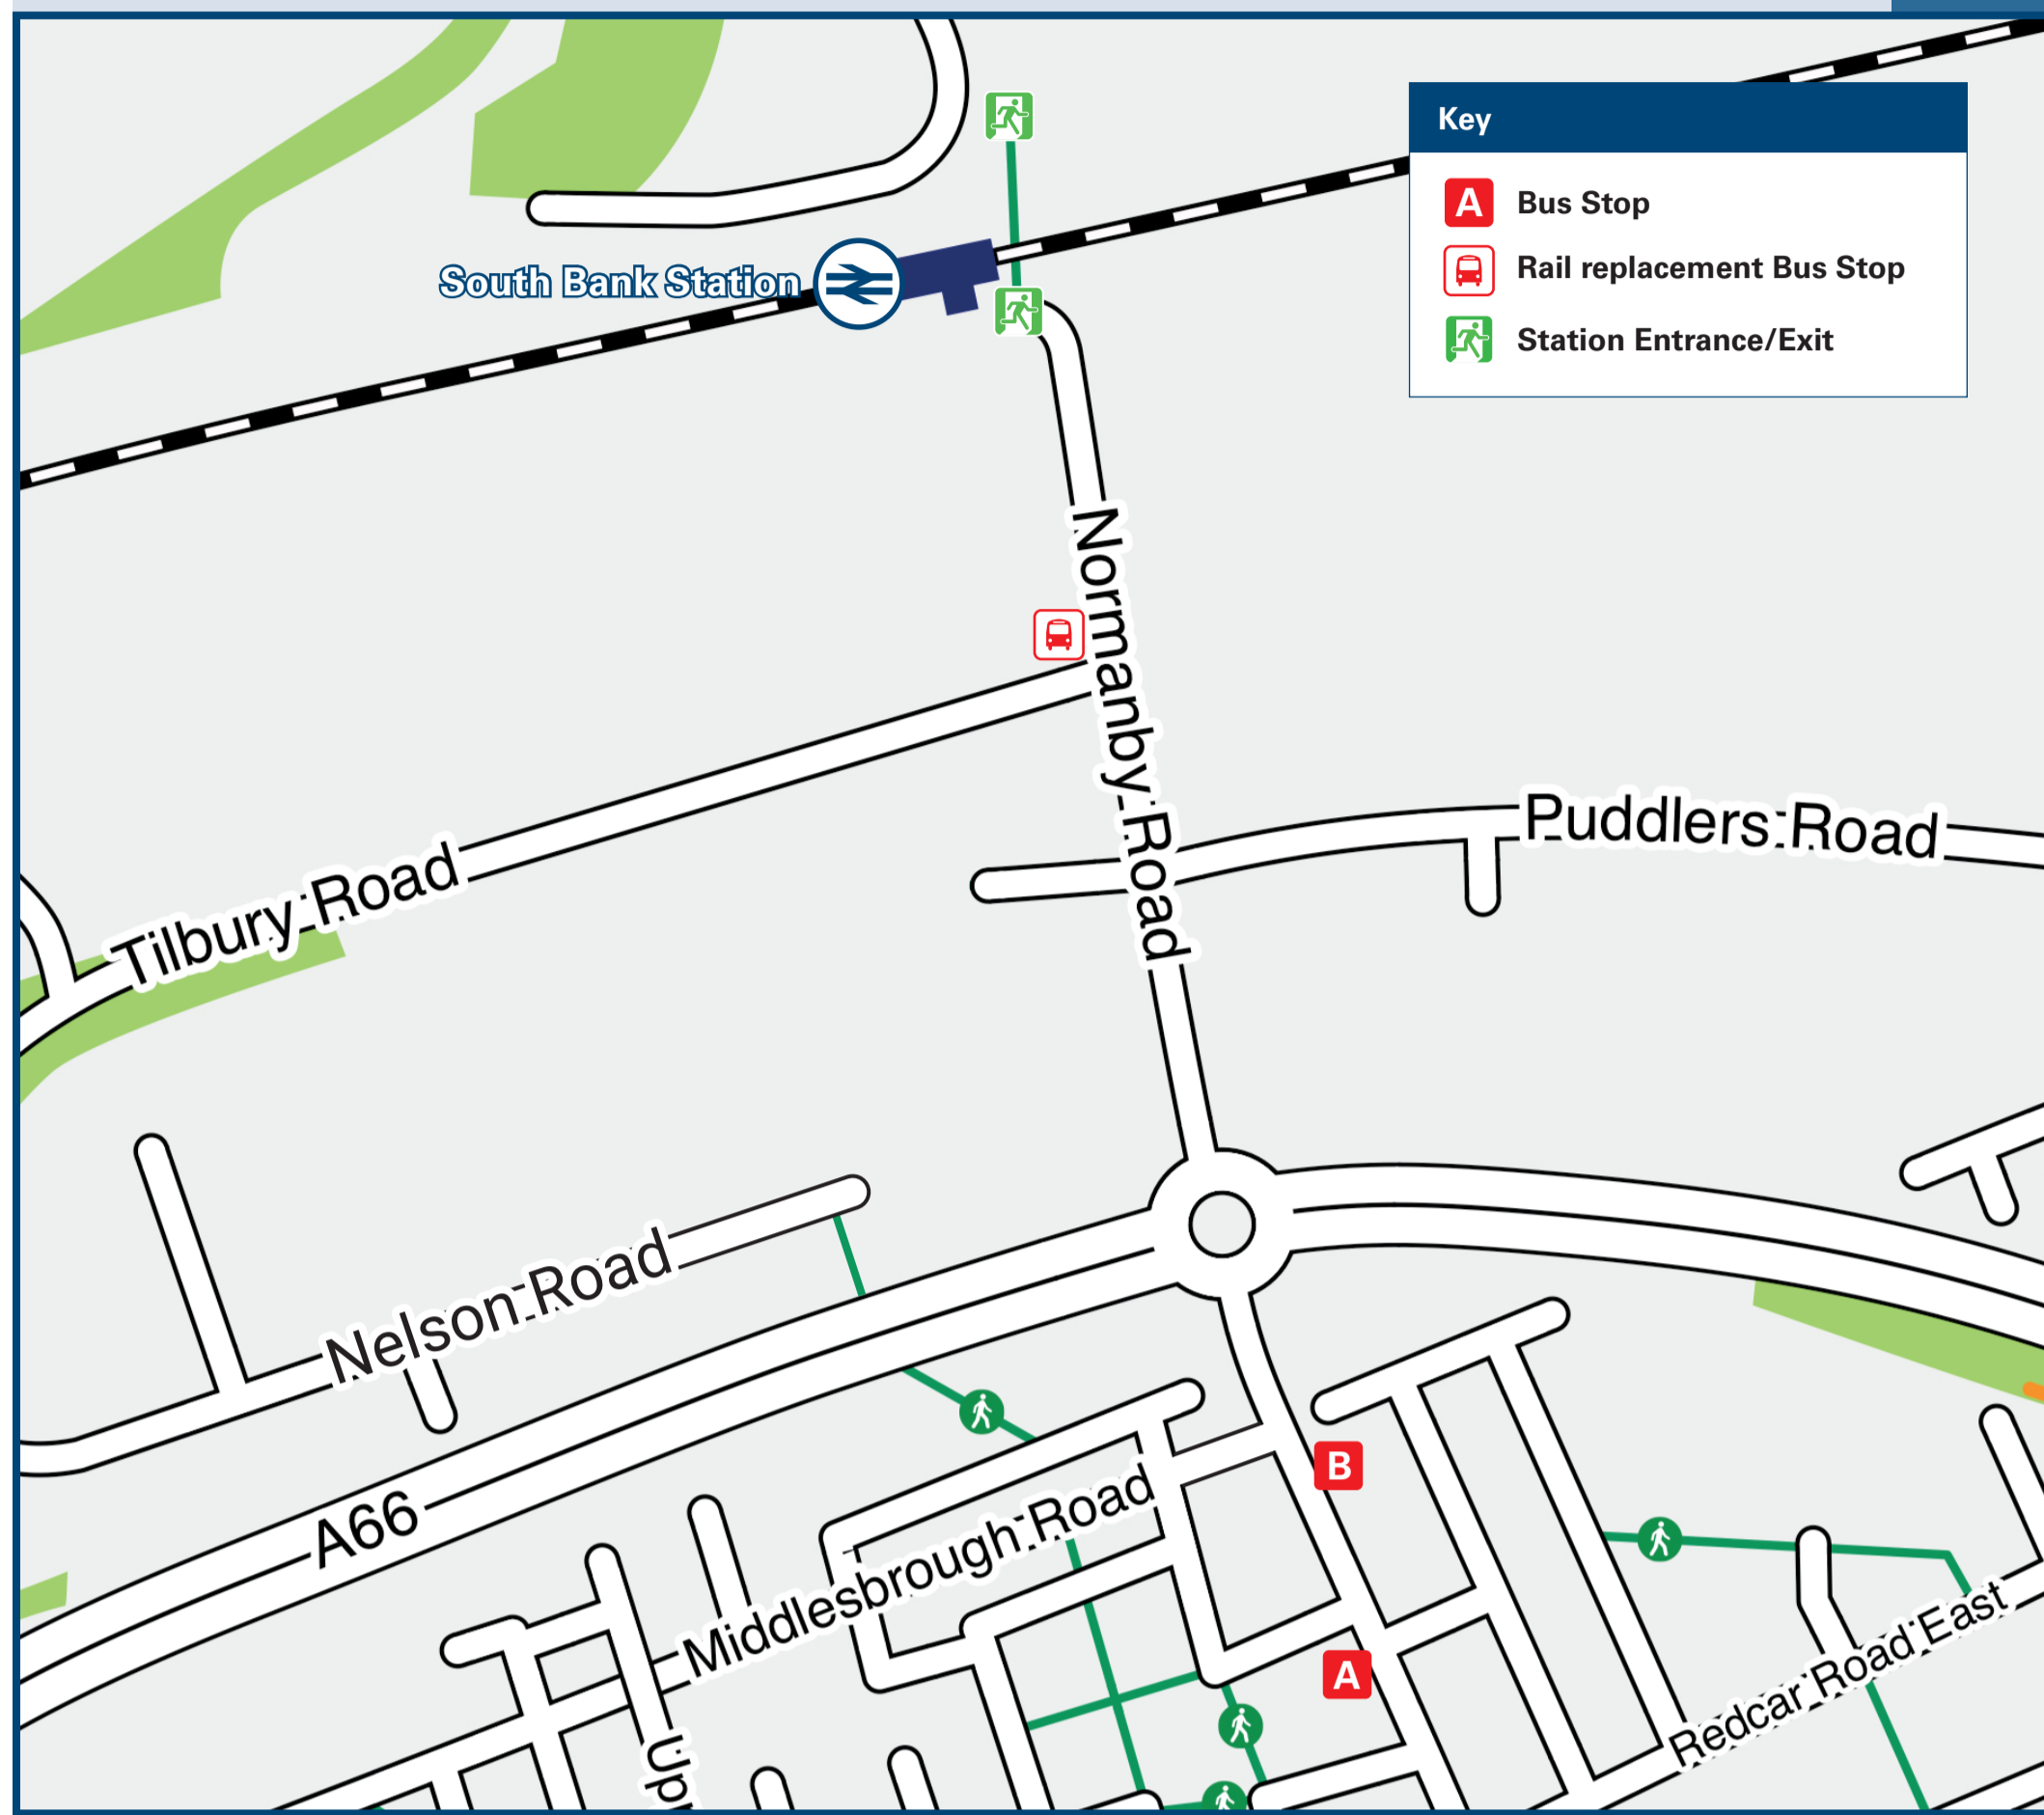 Key
A Bus Stop
Rail replacement Bus Stop
Station Entrance/Exit
South Bank Station
Normanby Road
Puddlers Road
Tilbury Road
Nelson Road
A66
B
Middlesbrough Road
A
Redcar Road East